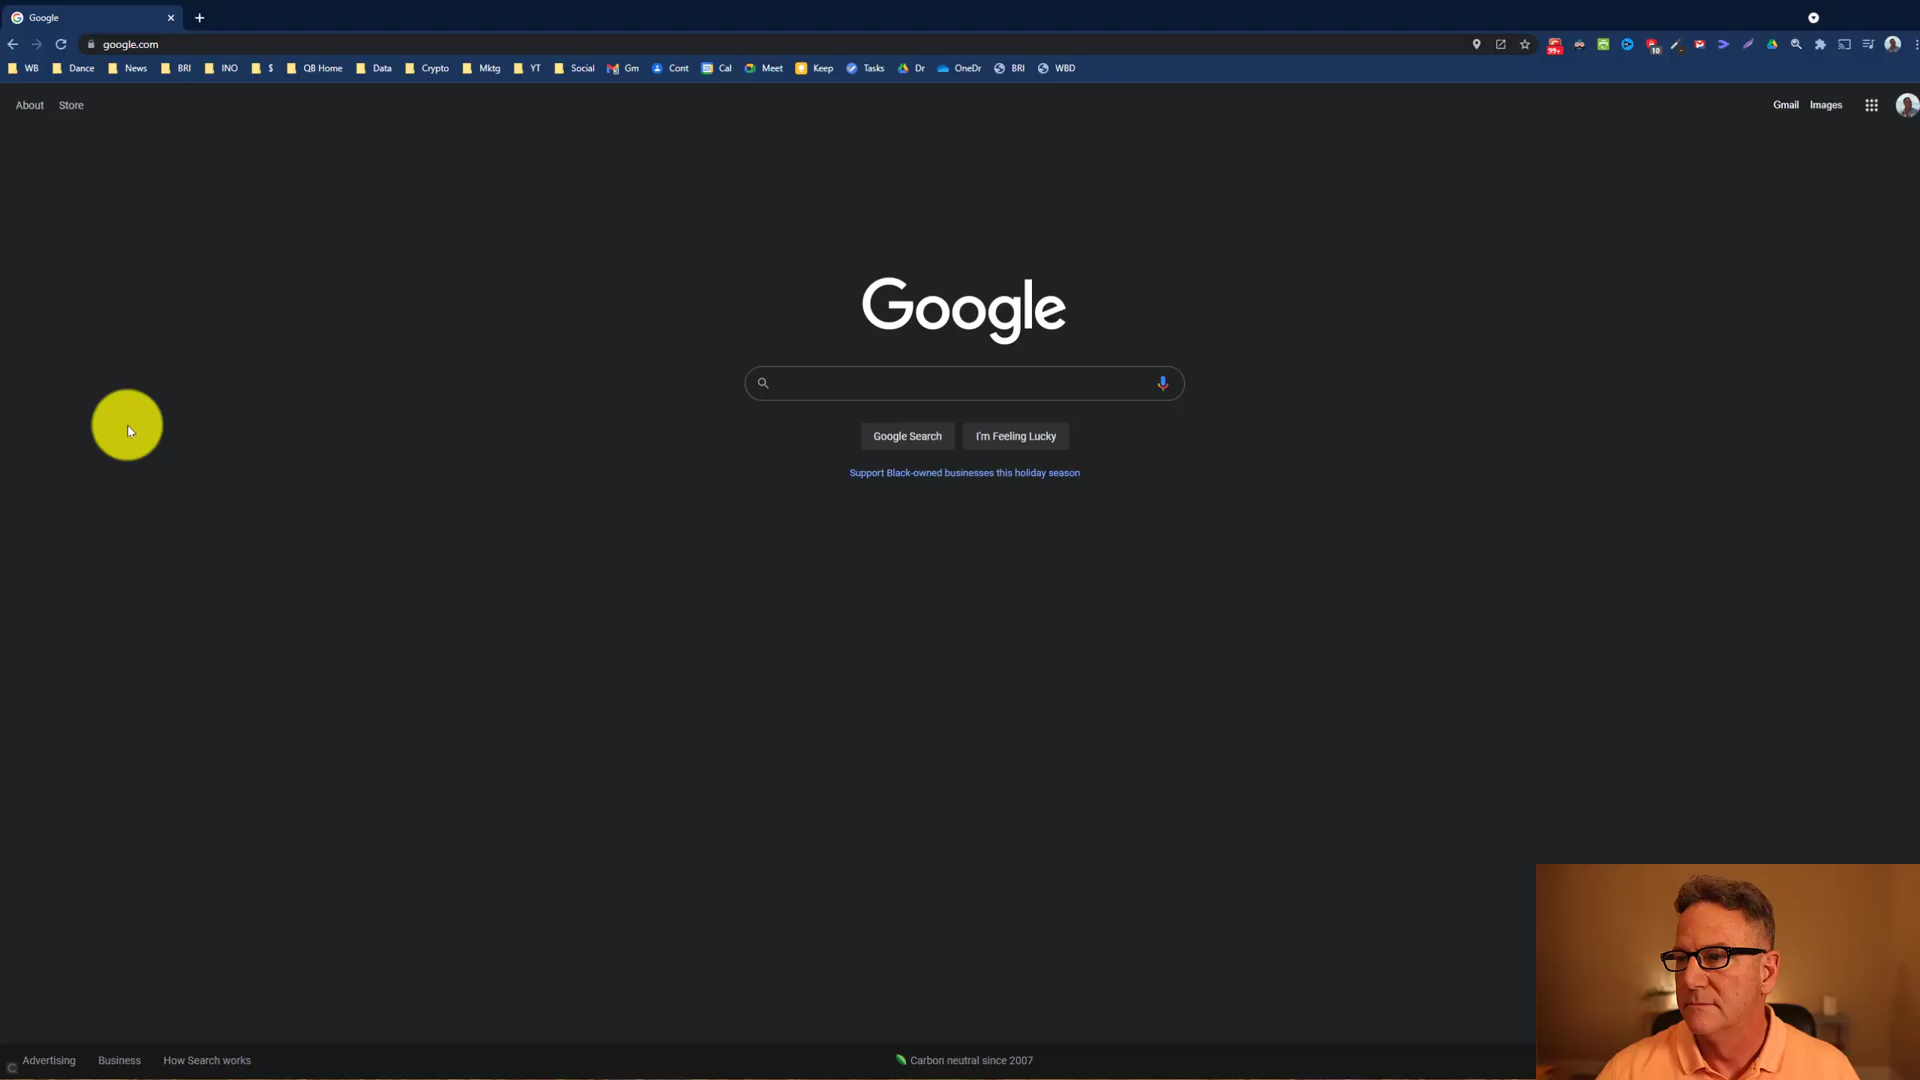 Google
google.com
99+
10
WB Dance News BRI INO $ QB Home Data Crypto Mktg YT Social Gm Cont Cal Meet Keep Tasks Dr OneDr BRI WBD
About Store
Gmail Images
Google
Google Search I'm Feeling Lucky
Support Black-owned businesses this holiday season
Advertising Business How Search works
Carbon neutral since 2007